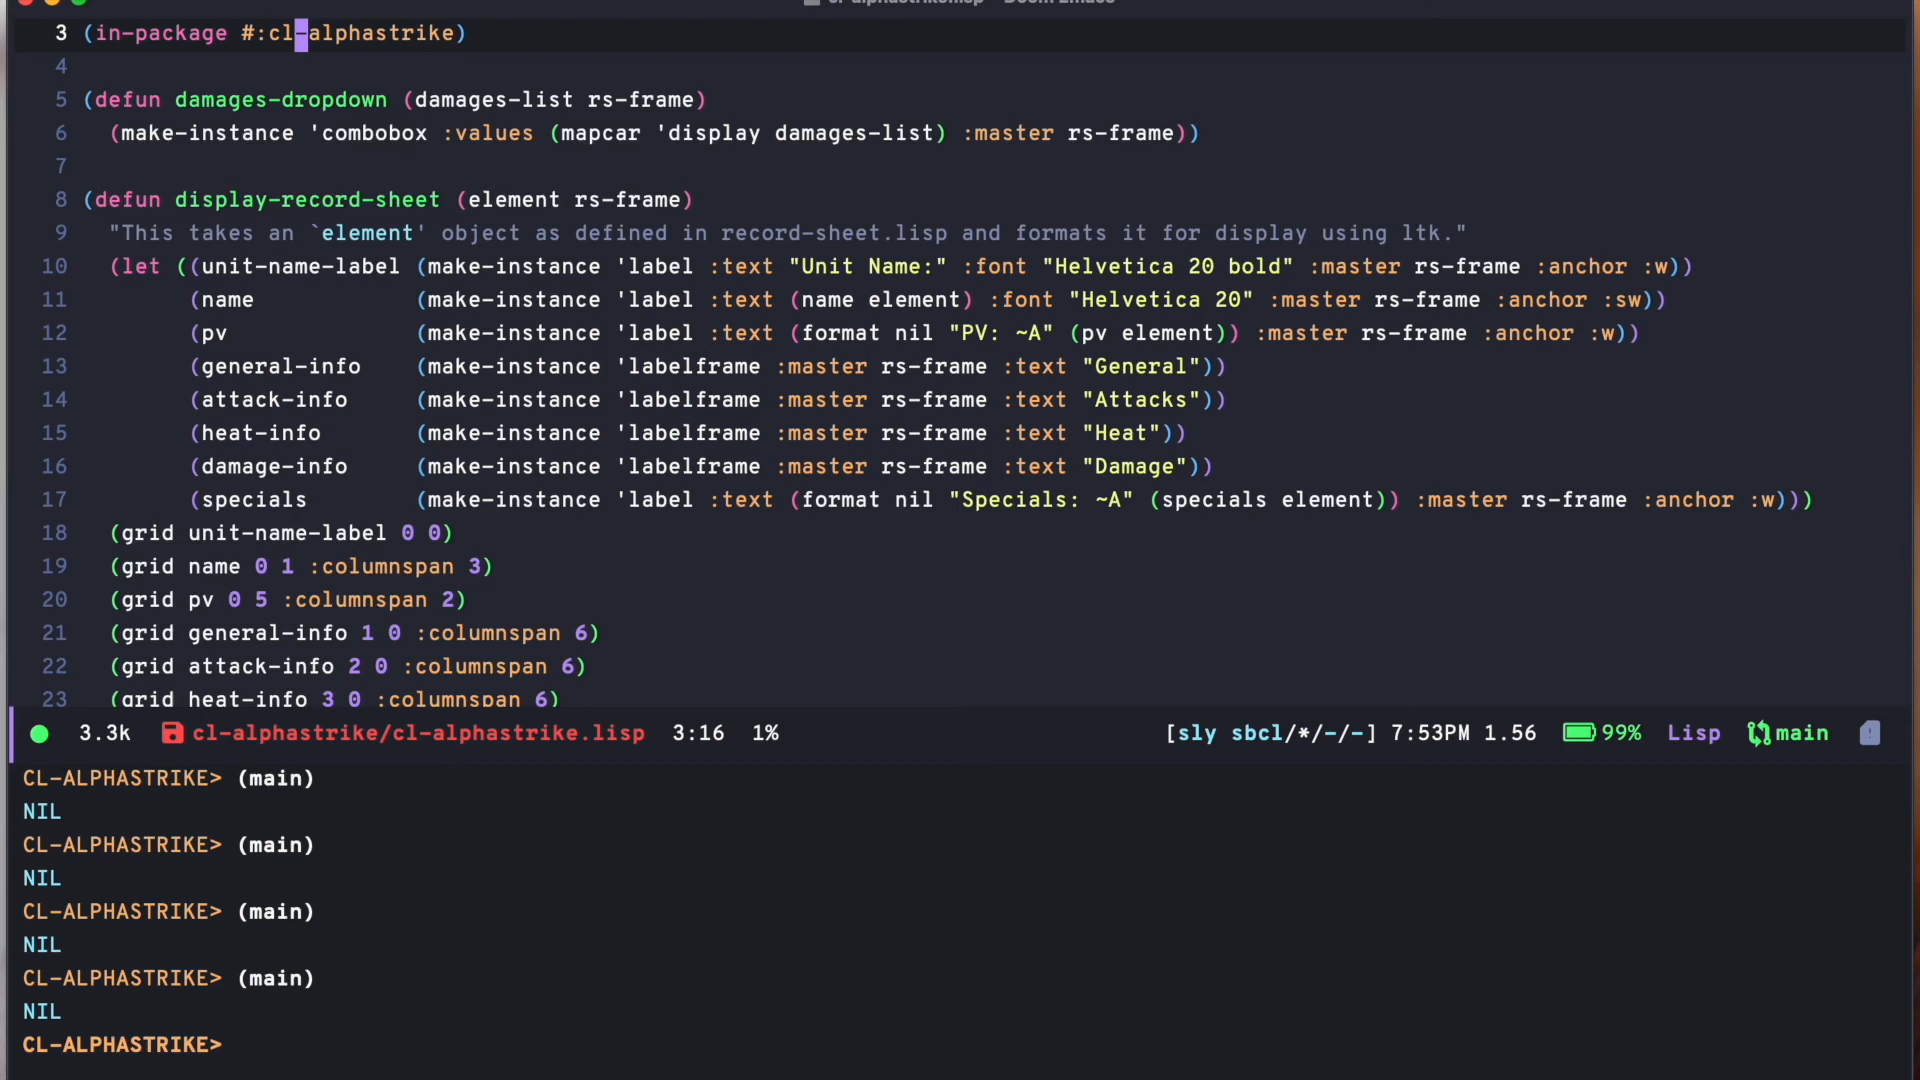 3 (in-package #:cl-alphastrike)
4
5 (defun damages-dropdown (damages-list rs-frame)
6   (make-instance 'combobox :values (mapcar 'display damages-list) :master rs-frame))
7
8 (defun display-record-sheet (element rs-frame)
9   "This takes an `element' object as defined in record-sheet.lisp and formats it for display using ltk."
10   (let ((unit-name-label (make-instance 'label :text "Unit Name:" :font "Helvetica 20 bold" :master rs-frame :anchor :w))
11         (name            (make-instance 'label :text (name element) :font "Helvetica 20" :master rs-frame :anchor :sw))
12         (pv              (make-instance 'label :text (format nil "PV: ~A" (pv element)) :master rs-frame :anchor :w))
13         (general-info    (make-instance 'labelframe :master rs-frame :text "General"))
14         (attack-info     (make-instance 'labelframe :master rs-frame :text "Attacks"))
15         (heat-info       (make-instance 'labelframe :master rs-frame :text "Heat"))
16         (damage-info     (make-instance 'labelframe :master rs-frame :text "Damage"))
17         (specials        (make-instance 'label :text (format nil "Specials: ~A" (specials element)) :master rs-frame :anchor :w)))
18   (grid unit-name-label 0 0)
19   (grid name 0 1 :columnspan 3)
20   (grid pv 0 5 :columnspan 2)
21   (grid general-info 1 0 :columnspan 6)
22   (grid attack-info 2 0 :columnspan 6)
23   (grid heat-info 3 0 :columnspan 6)
3.3k cl-alphastrike/cl-alphastrike.lisp 3:16 1% [sly sbcl/*/-/-] 7:53PM 1.56 99% Lisp main
CL-ALPHASTRIKE> (main)
NIL
CL-ALPHASTRIKE> (main)
NIL
CL-ALPHASTRIKE> (main)
NIL
CL-ALPHASTRIKE> (main)
NIL
CL-ALPHASTRIKE>